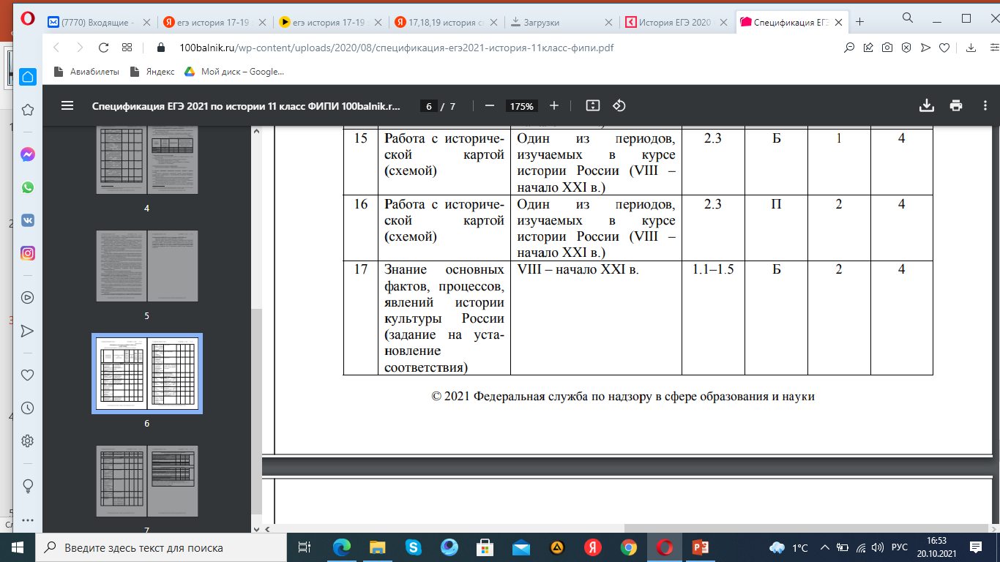 (7770) Входящие -
егэ история 17-19
егэ история 17-19
17,18,19 история с
Загрузки
История ЕГЭ 2020
Спецификация ЕГЭ
100balnik.ru/wp-content/uploads/2020/08/спецификация-егэ2021-история-11класс-фипи.pdf
Авиабилеты
Яндекс
Мой диск – Google...
Спецификация ЕГЭ 2021 по истории 11 класс ФИПИ 100balnik.r...
6 / 7
175%
4
5
6
7
15 Работа с историче- Один из периодов, 2.3 Б 1 4
ской картой изучаемых в курсе
(схемой) истории России (VIII –
начало XXI в.)
16 Работа с историче- Один из периодов, 2.3 П 2 4
ской картой изучаемых в курсе
(схемой) истории России (VIII –
начало XXI в.)
17 Знание основных VIII – начало XXI в. 1.1–1.5 Б 2 4
фактов, процессов,
явлений истории
культуры России
(задание на уста-
новление
соответствия)
© 2021 Федеральная служба по надзору в сфере образования и науки
Введите здесь текст для поиска
1°C
РУС
16:53
20.10.2021